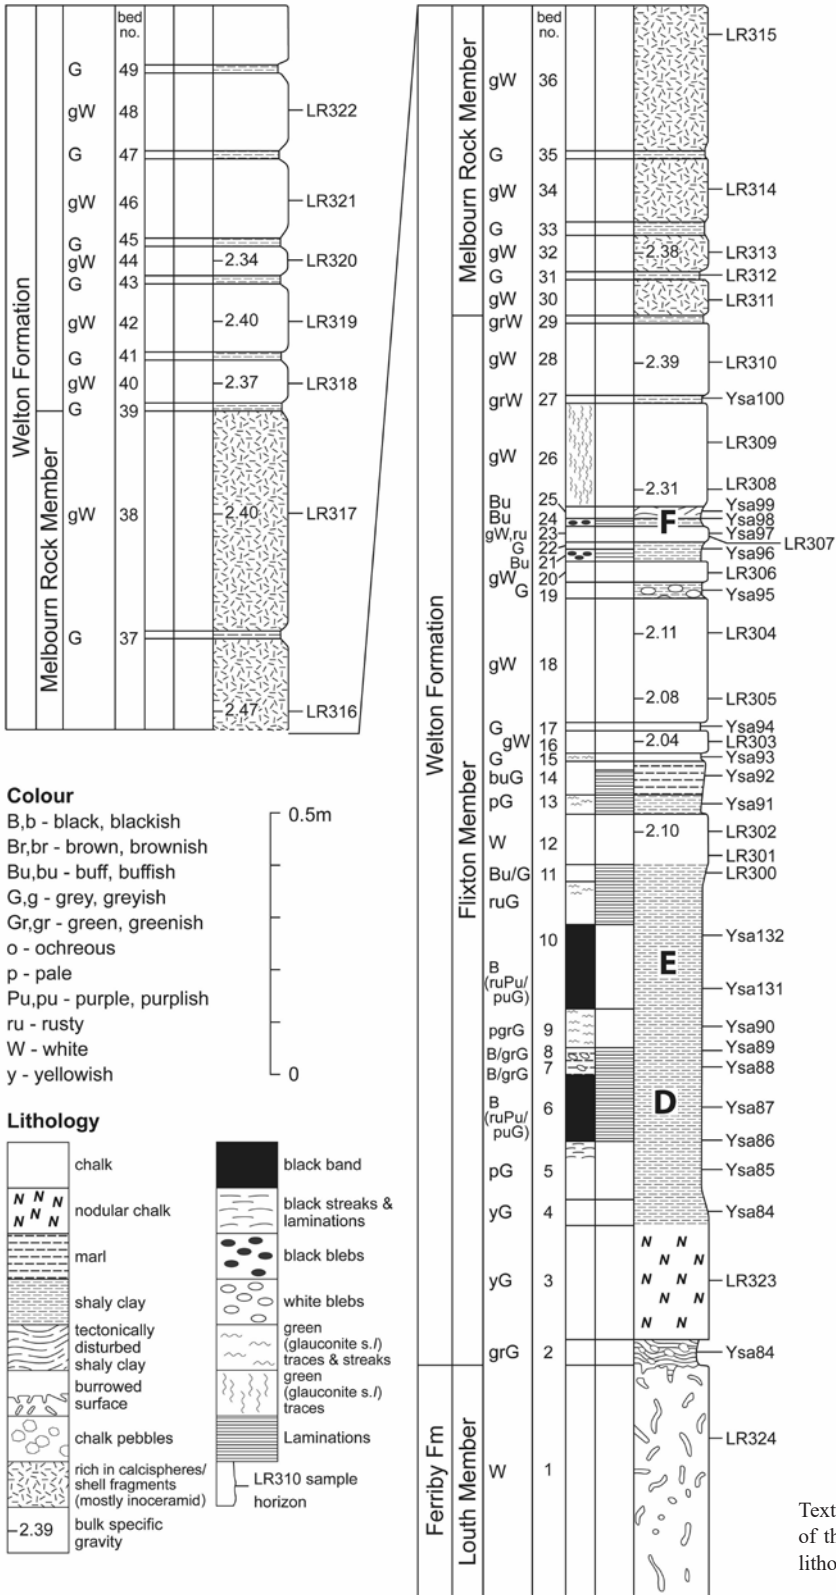 bed
no.
G 49
gW 48 LR322
G 47
gW 46 LR321
G 45
gW 44 2.34 LR320
G 43
gW 42 2.40 LR319
G 41
gW 40 2.37 LR318
G 39
gW 38 2.40 LR317
G 37
2.47 LR316
Welton Formation
Melbourn Rock Member
Colour
B,b - black, blackish
Br,br - brown, brownish
Bu,bu - buff, buffish
G,g - grey, greyish
Gr,gr - green, greenish
o - ochreous
p - pale
Pu,pu - purple, purplish
ru - rusty
W - white
y - yellowish
0.5m
0
Lithology
chalk
nodular chalk
N N N
N N
marl
shaly clay
tectonically
disturbed
shaly clay
burrowed
surface
chalk pebbles
rich in calcispheres/
shell fragments
(mostly inoceramid)
2.39 bulk specific
gravity
black band
black streaks &
laminations
black blebs
white blebs
green
(glauconite s.l)
traces & streaks
green
(glauconite s.l)
traces
Laminations
LR310 sample
horizon
bed
no.
LR315
gW 36
G 35
gW 34 LR314
G 33
gW 32 2.38 LR313
G 31 LR312
gW 30 LR311
grW 29
gW 28 2.39 LR310
grW 27 Ysa100
LR309
gW 26
2.31 LR308
Bu 25 Ysa99
Bu 24 F Ysa98
gW,ru 23 Ysa97
LR307
G 22 Ysa96
Bu 21
gW 20 LR306
G 19 Ysa95
2.11 LR304
gW 18
2.08 LR305
G 17 Ysa94
gW 16 2.04 LR303
G 15 Ysa93
buG 14 Ysa92
pG 13 Ysa91
2.10 LR302
W 12
LR301
Bu/G 11 LR300
ruG
10 Ysa132
E
B
(ruPu/
puG)
Ysa131
pgrG 9 Ysa90
B/grG 8 Ysa89
B/grG 7 Ysa88
B
(ruPu/
puG)
6 D Ysa87
Ysa86
pG 5 Ysa85
yG 4 Ysa84
N N
N N
yG 3 N N LR323
N N
N N
grG 2 Ysa84
LR324
W 1
Melbourn Rock Member
Welton Formation
Flixton Member
Ferriby Fm
Louth Member
Text
of th
litho